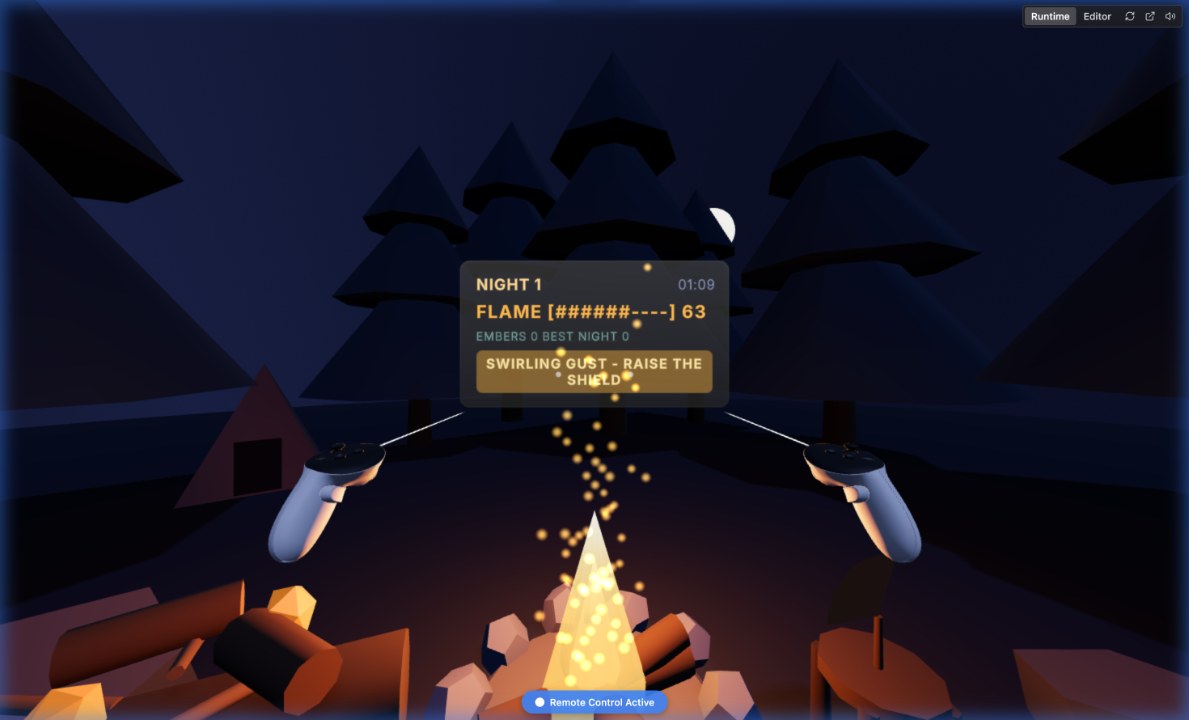 Runtime Editor
NIGHT 1 01:09
FLAME [######----] 63
EMBERS 0 BEST NIGHT 0
SWIRLING GUST - RAISE THE
SHIELD
Remote Control Active